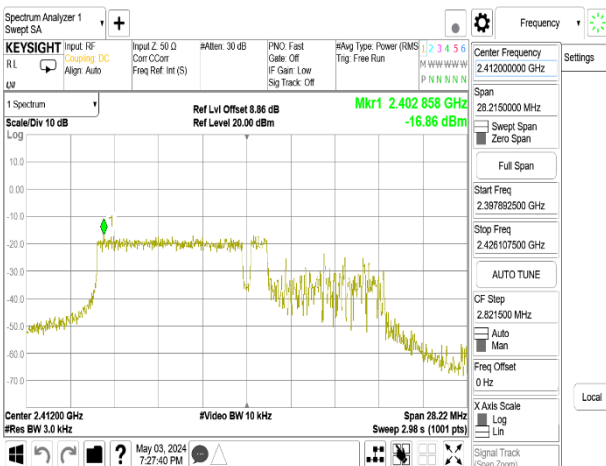 Spectrum Analyzer 1
Swept SA
+
Frequency
KEYSIGHT
RL
Input: RF
Coupling: DC
Align: Auto
Input Z: 50 Ω
Corr CCorr
Freq Ref: Int (S)
#Atten: 30 dB
PNO: Fast
Gate: Off
IF Gain: Low
Sig Track: Off
#Avg Type: Power (RMS
Trig: Free Run
1 2 3 4 5 6
M W W W W W
P N N N N N
1 Spectrum
Scale/Div 10 dB
Ref Lvl Offset 8.86 dB
Ref Level 20.00 dBm
Mkr1 2.402 858 GHz
-16.86 dBm
Log
10.0
0.00
-10.0
-20.0
-30.0
-40.0
-50.0
-60.0
-70.0
1
Center 2.41200 GHz
#Res BW 3.0 kHz
#Video BW 10 kHz
Span 28.22 MHz
Sweep 2.98 s (1001 pts)
May 03, 2024
7:27:40 PM
Center Frequency
2.412000000 GHz
Settings
Span
28.2150000 MHz
Swept Span
Zero Span
Full Span
Start Freq
2.397892500 GHz
Stop Freq
2.426107500 GHz
AUTO TUNE
CF Step
2.821500 MHz
Auto
Man
Freq Offset
0 Hz
X Axis Scale
Log
Lin
Local
Signal Track
(Span Zoom)